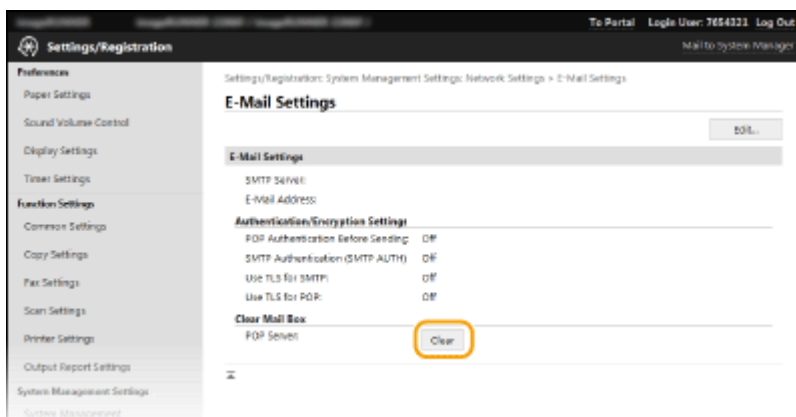 To Portal Login User: 7654321 Log Out
Settings/Registration
Mail to System Manager
Preferences
Paper Settings
Sound Volume Control
Display Settings
Timer Settings
Function Settings
Common Settings
Copy Settings
Fax Settings
Scan Settings
Printer Settings
Output Report Settings
System Management Settings
System Management
Settings/Registration: System Management Settings: Network Settings > E-Mail Settings
E-Mail Settings
Edit...
E-Mail Settings
SMTP Server:
E-Mail Address:
Authentication/Encryption Settings
POP Authentication Before Sending: Off
SMTP Authentication (SMTP AUTH): Off
Use TLS for SMTP: Off
Use TLS for POP: Off
Clear Mail Box
POP Server: Clear